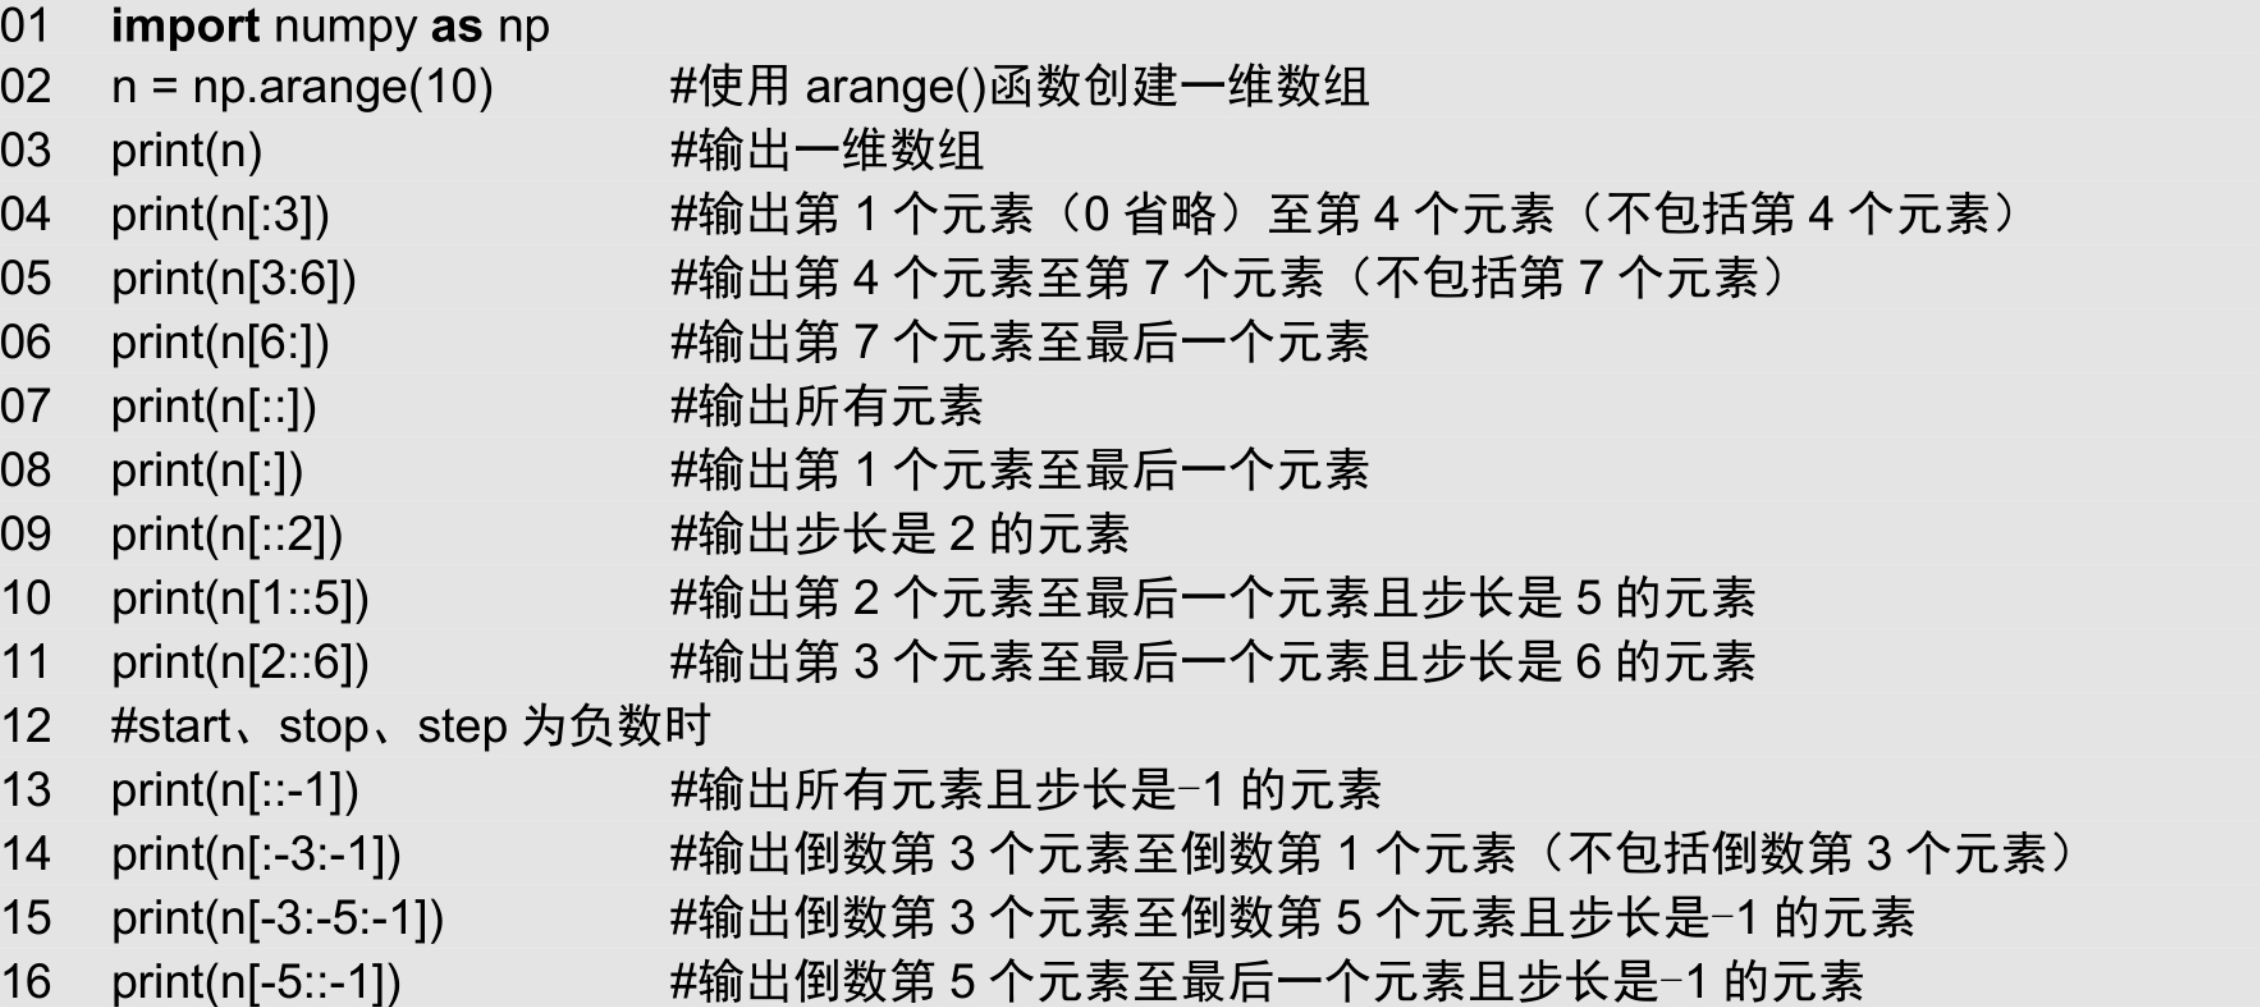 01 import numpy as np
02 n = np.arange(10) #使用 arange()函数创建一维数组
03 print(n) #输出一维数组
04 print(n[:3]) #输出第 1 个元素（0 省略）至第 4 个元素（不包括第 4 个元素）
05 print(n[3:6]) #输出第 4 个元素至第 7 个元素（不包括第 7 个元素）
06 print(n[6:]) #输出第 7 个元素至最后一个元素
07 print(n[::]) #输出所有元素
08 print(n[:]) #输出第 1 个元素至最后一个元素
09 print(n[::2]) #输出步长是 2 的元素
10 print(n[1::5]) #输出第 2 个元素至最后一个元素且步长是 5 的元素
11 print(n[2::6]) #输出第 3 个元素至最后一个元素且步长是 6 的元素
12 #start、stop、step 为负数时
13 print(n[::-1]) #输出所有元素且步长是−1 的元素
14 print(n[:-3:-1]) #输出倒数第 3 个元素至倒数第 1 个元素（不包括倒数第 3 个元素）
15 print(n[-3:-5:-1]) #输出倒数第 3 个元素至倒数第 5 个元素且步长是−1 的元素
16 print(n[-5::-1]) #输出倒数第 5 个元素至最后一个元素且步长是−1 的元素